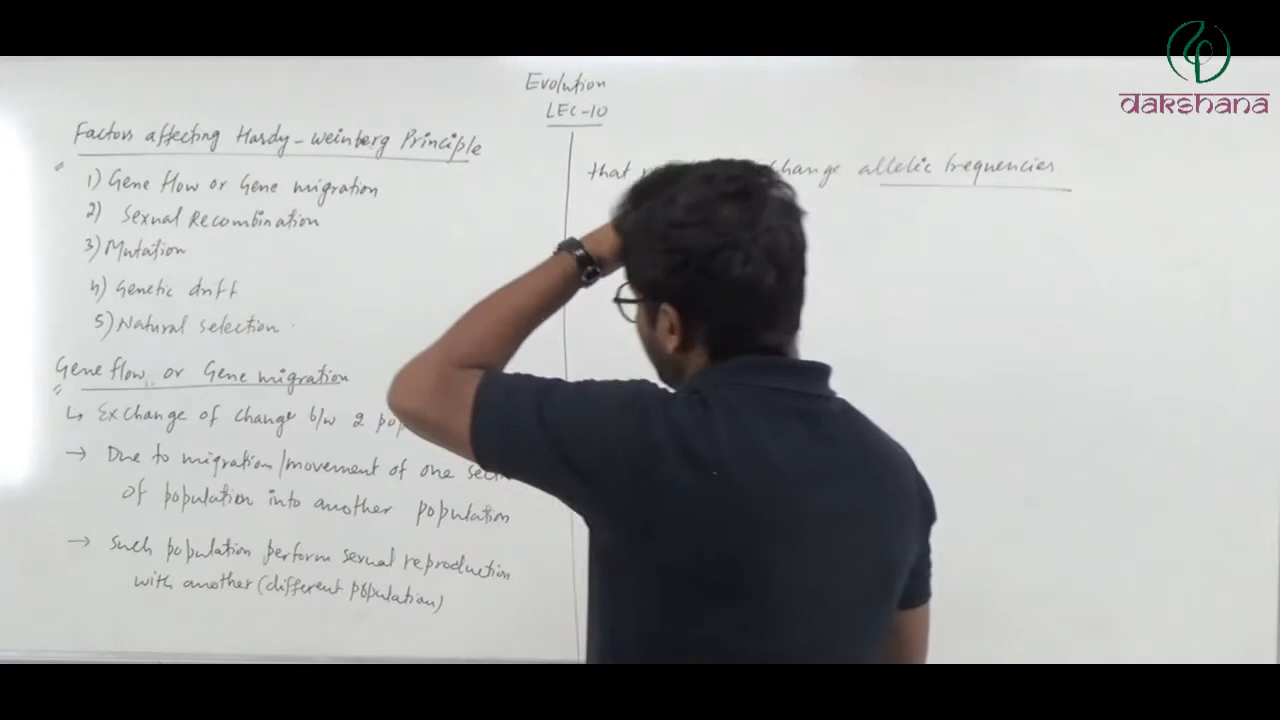 Evolution
LEC-10
Factors affecting Hardy-Weinberg Principle
1) Gene flow or Gene migration
2) Sexual Recombination
3) Mutation
4) Genetic drift
5) Natural selection
Gene flow or Gene migration
↳ Exchange of change b/w 2
→ Due to migration/movement of one
of population into another population
→ Such population perform sexual reproduction
with another (different population)
that change allelic frequencies
dakshana